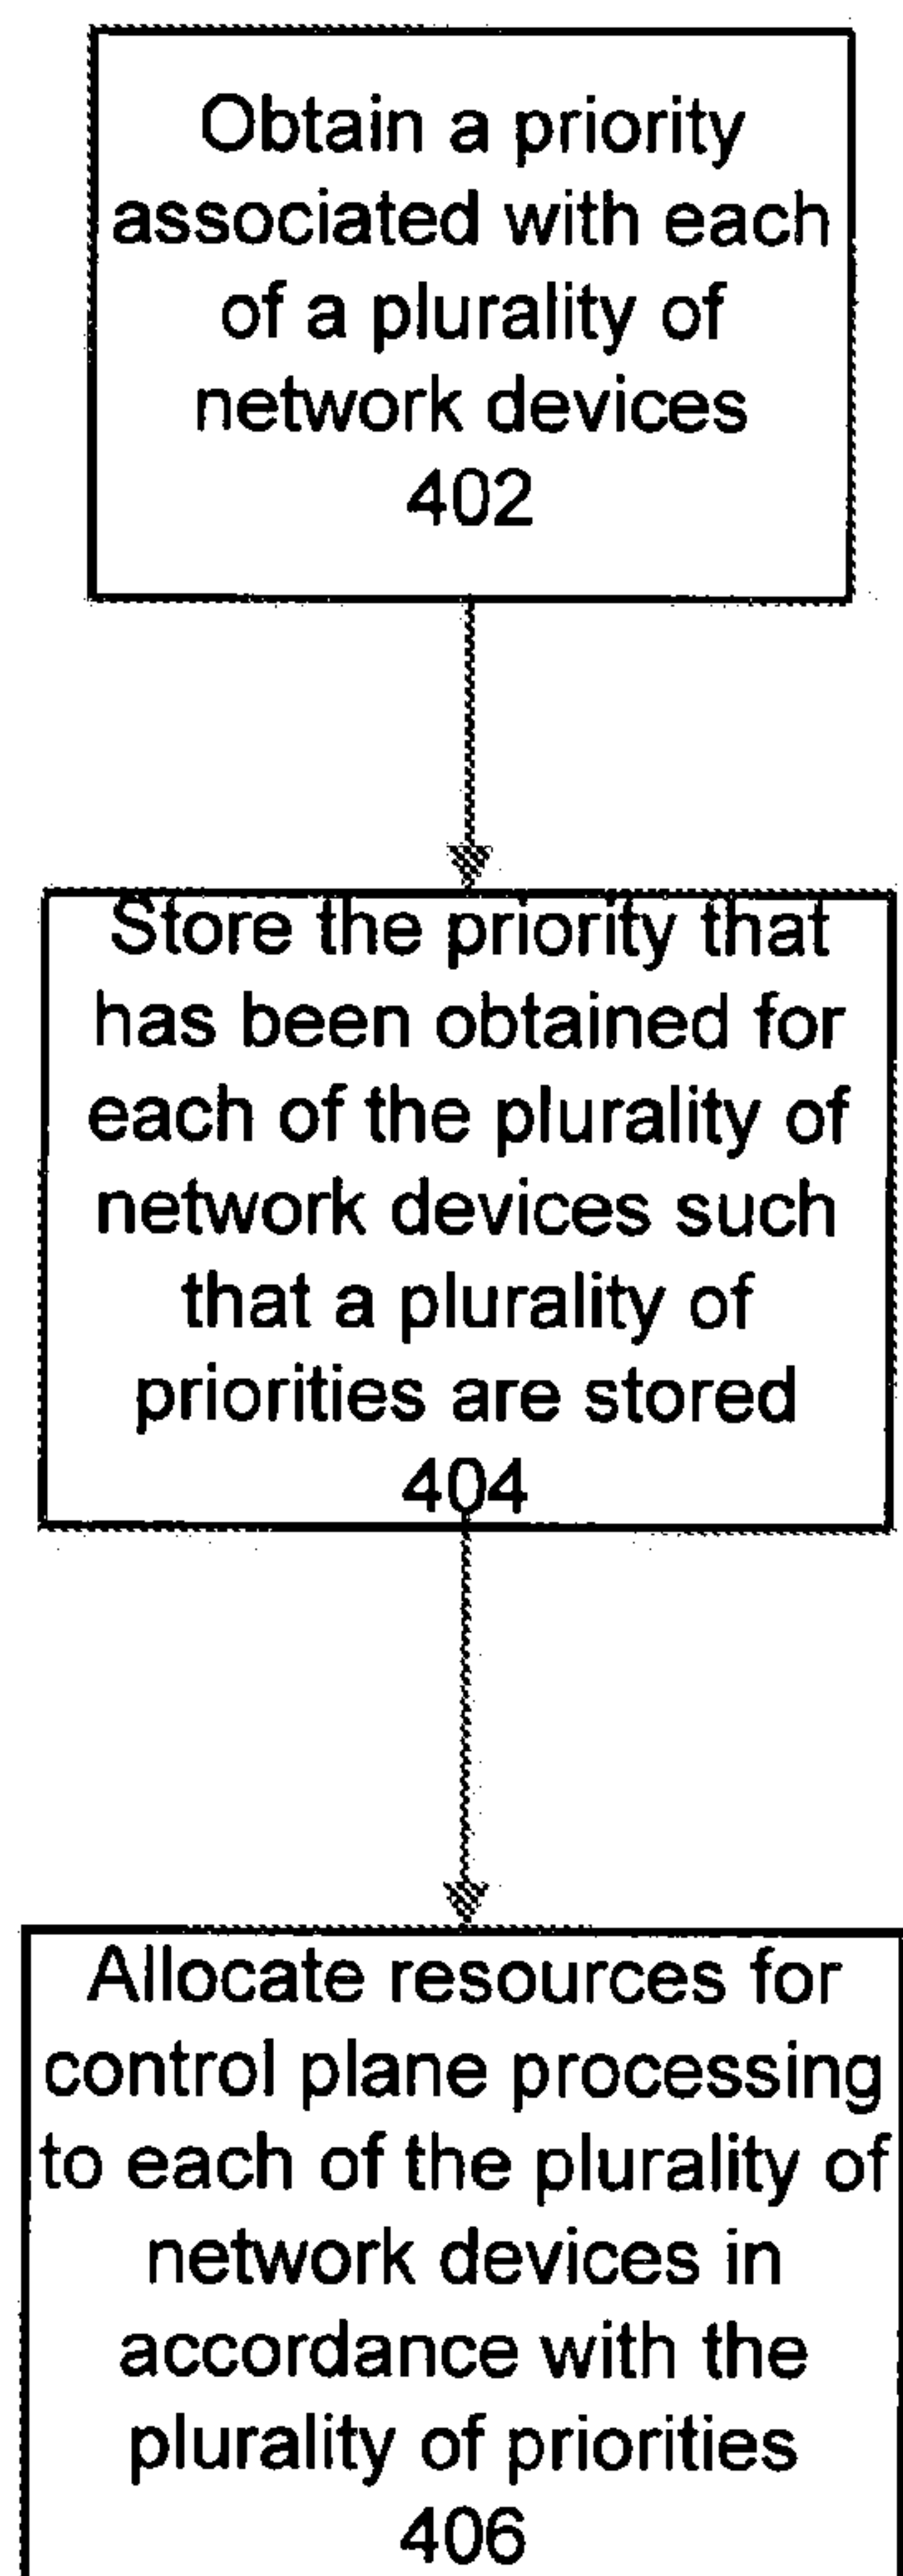 Obtain a priority
associated with each
of a plurality of
network devices
402
Store the priority that
has been obtained for
each of the plurality of
network devices such
that a plurality of
priorities are stored
404
Allocate resources for
control plane processing
to each of the plurality of
network devices in
accordance with the
plurality of priorities
406